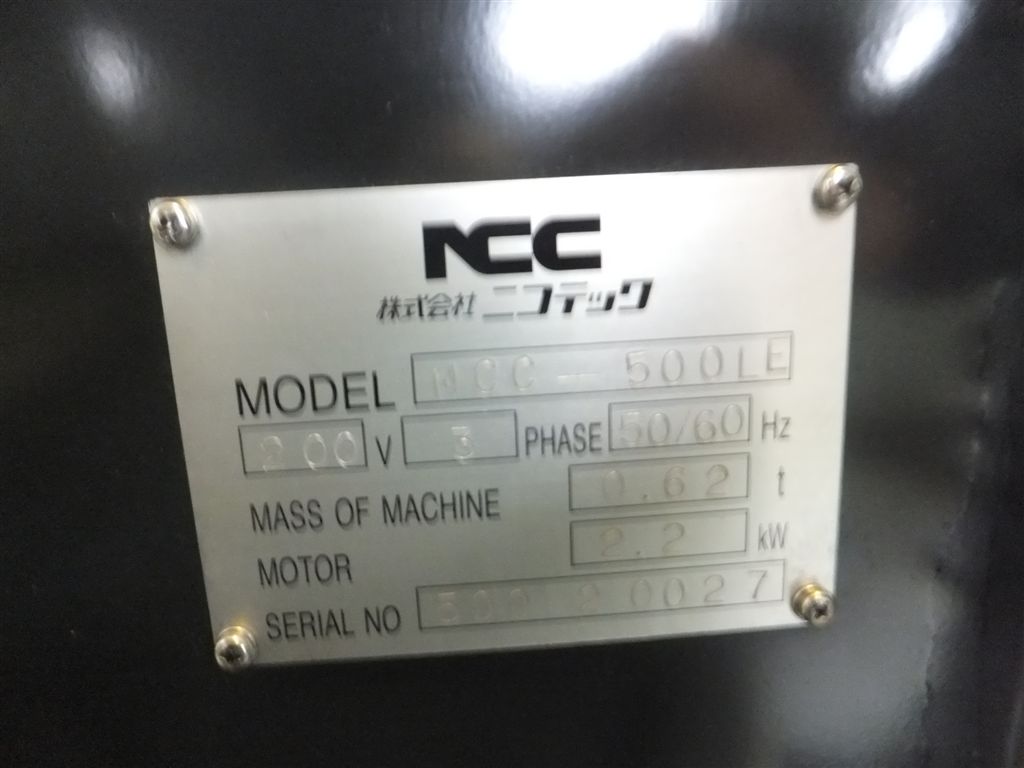 NCC
株式会社 ニコテック
MODEL MCC-500LE
200 V 3 PHASE 50/60 Hz
MASS OF MACHINE 0.62 t
MOTOR 2.2 kW
SERIAL NO